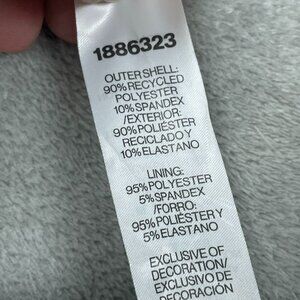 1886323
OUTER SHELL:
90% RECYCLED
POLYESTER
10% SPANDEX
/EXTERIOR:
90% POLIÉSTER
RECICLADO Y
10% ELASTANO
LINING:
95% POLYESTER
5% SPANDEX
/FORRO:
95% POLIÉSTER Y
5% ELASTANO
EXCLUSIVE OF
DECORATION/
EXCLUSIVO DE
DECORACIÓN